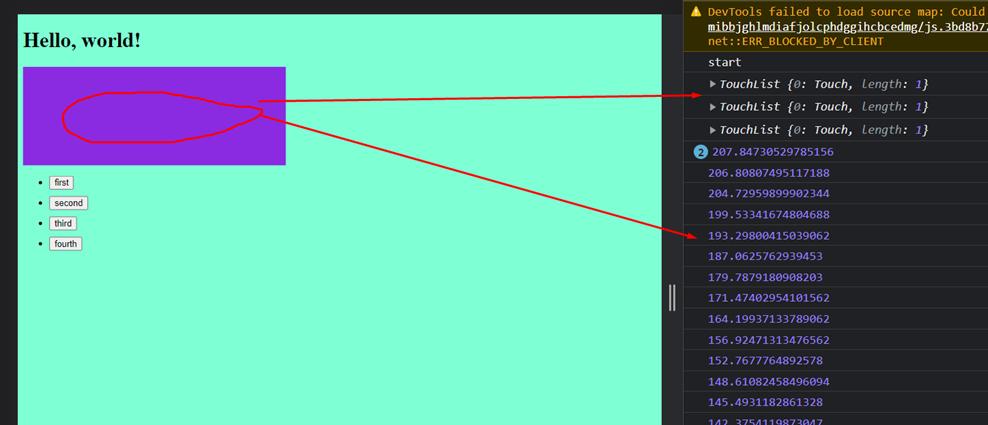 Hello, world!
first
second
third
fourth
DevTools failed to load source map: Could
mibbjghlmdiafjolcphdggihcbcedmg/js.3bd8b77
net::ERR_BLOCKED_BY_CLIENT
start
▶ TouchList {0: Touch, length: 1}
▶ TouchList {0: Touch, length: 1}
▶ TouchList {0: Touch, length: 1}
2 207.84730529785156
206.80807495117188
204.72959899902344
199.53341674804688
193.29800415039062
187.0625762939453
179.7879180908203
171.47402954101562
164.19937133789062
156.92471313476562
152.7677764892578
148.61082458496094
145.4931182861328
142.3754119873047